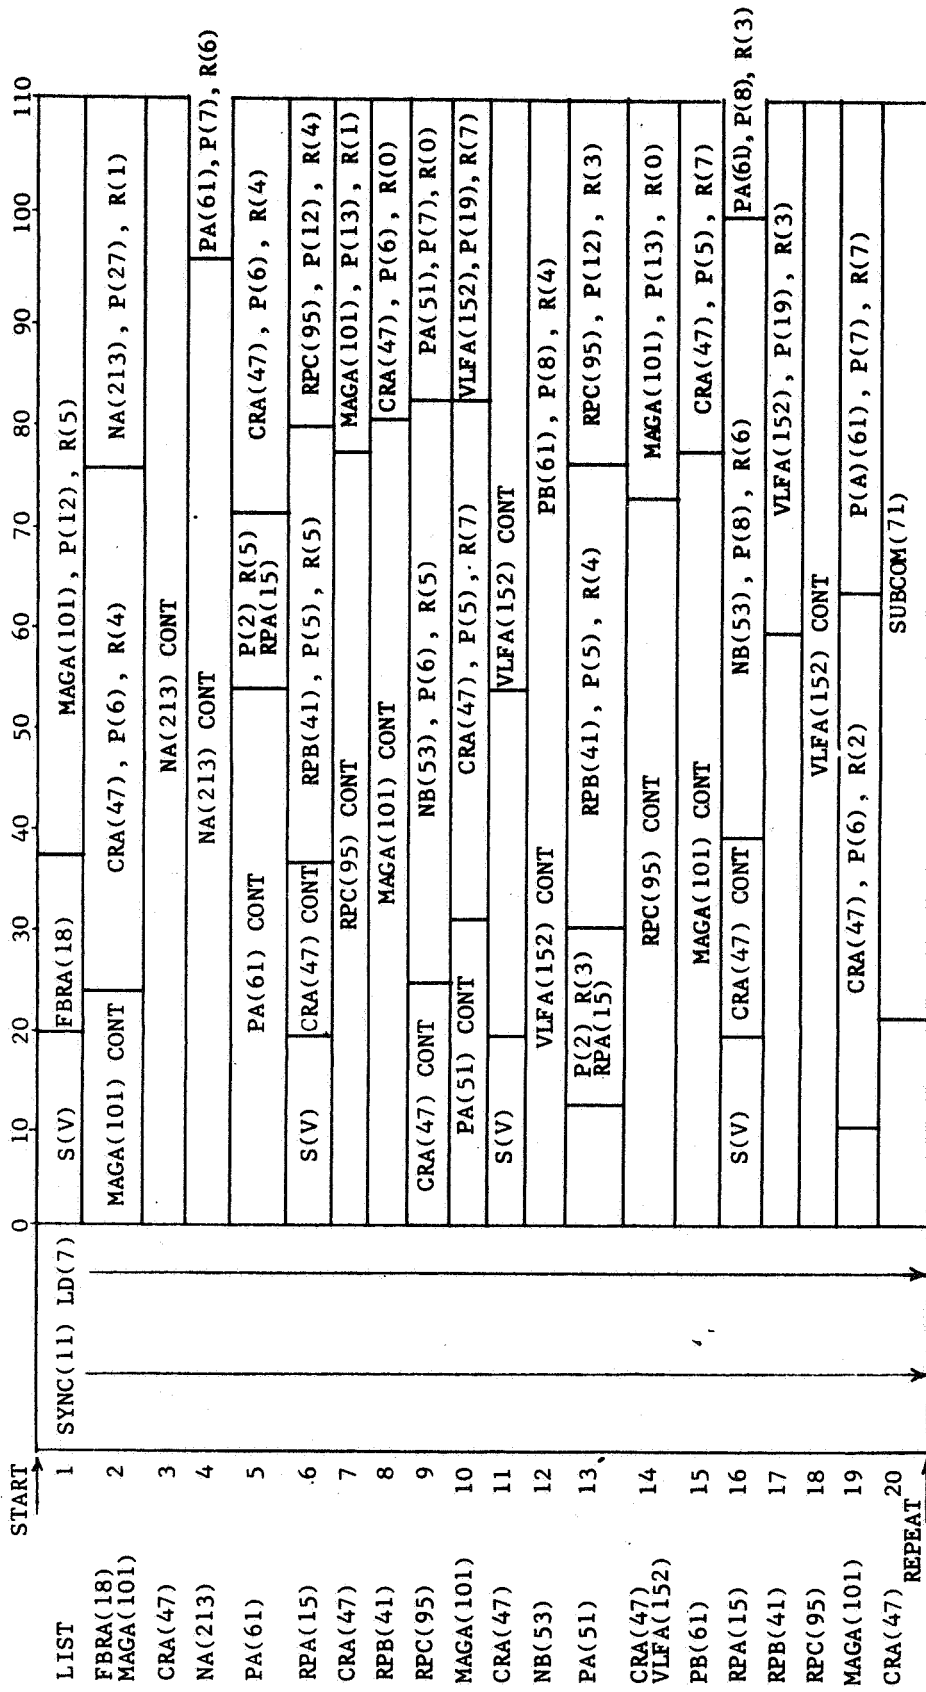 0 10 20 30 40 50 60 70 80 90 100 110
START
LIST 1 SYNC(11) LD(7) S(V) FBRA(18) MAGA(101), P(12), R(5)
FBRA(18)
MAGA(101) 2 MAGA(101) CONT CRA(47), P(6), R(4) NA(213), P(27), R(1)
CRA(47) 3 NA(213) CONT
NA(213) 4 NA(213) CONT PA(61), P(7), R(6)
PA(61) 5 PA(61) CONT P(2) R(5) CRA(47), P(6), R(4)
RPA(15)
RPA(15) 6 S(V) CRA(47) CONT RPB(41), P(5), R(5) RPC(95), P(12), R(4)
CRA(47) 7 RPC(95) CONT MAGA(101), P(13), R(1)
RPB(41) 8 MAGA(101) CONT CRA(47), P(6), R(0)
RPC(95) 9 CRA(47) CONT NB(53), P(6), R(5) PA(51), P(7), R(0)
MAGA(101) 10 PA(51) CONT CRA(47), P(5), R(7) VLFA(152), P(19), R(7)
CRA(47) 11 S(V) VLFA(152) CONT
NB(53) 12 VLFA(152) CONT PB(61), P(8), R(4)
PA(51) 13 P(2) R(3) RPB(41), P(5), R(4) RPC(95), P(12), R(3)
RPA(15)
CRA(47)
VLFA(152) 14 RPC(95) CONT MAGA(101), P(13), R(0)
PB(61) 15 MAGA(101) CONT CRA(47), P(5), R(7)
RPA(15) 16 S(V) CRA(47) CONT NB(53), P(8), R(6) PA(61), P(8), R(3)
RPB(41) 17 VLFA(152), P(19), R(3)
RPC(95) 18 VLFA(152) CONT
MAGA(101) 19 CRA(47), P(6), R(2) P(A)(61), P(7), R(7)
CRA(47) 20 SUBCOM(71)
REPEAT